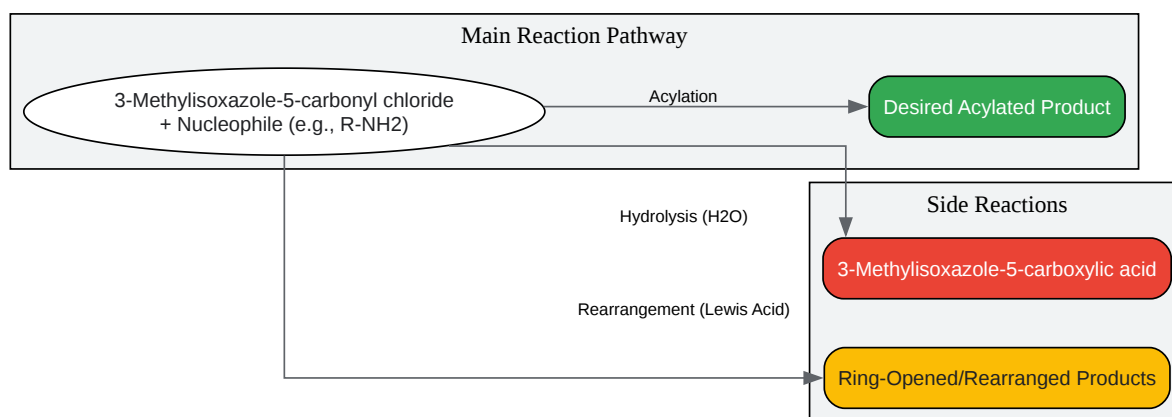 Main Reaction Pathway
3-Methylisoxazole-5-carbonyl chloride
+ Nucleophile (e.g., R-NH2)
Acylation
Desired Acylated Product
Side Reactions
Hydrolysis (H2O)
3-Methylisoxazole-5-carboxylic acid
Rearrangement (Lewis Acid)
Ring-Opened/Rearranged Products